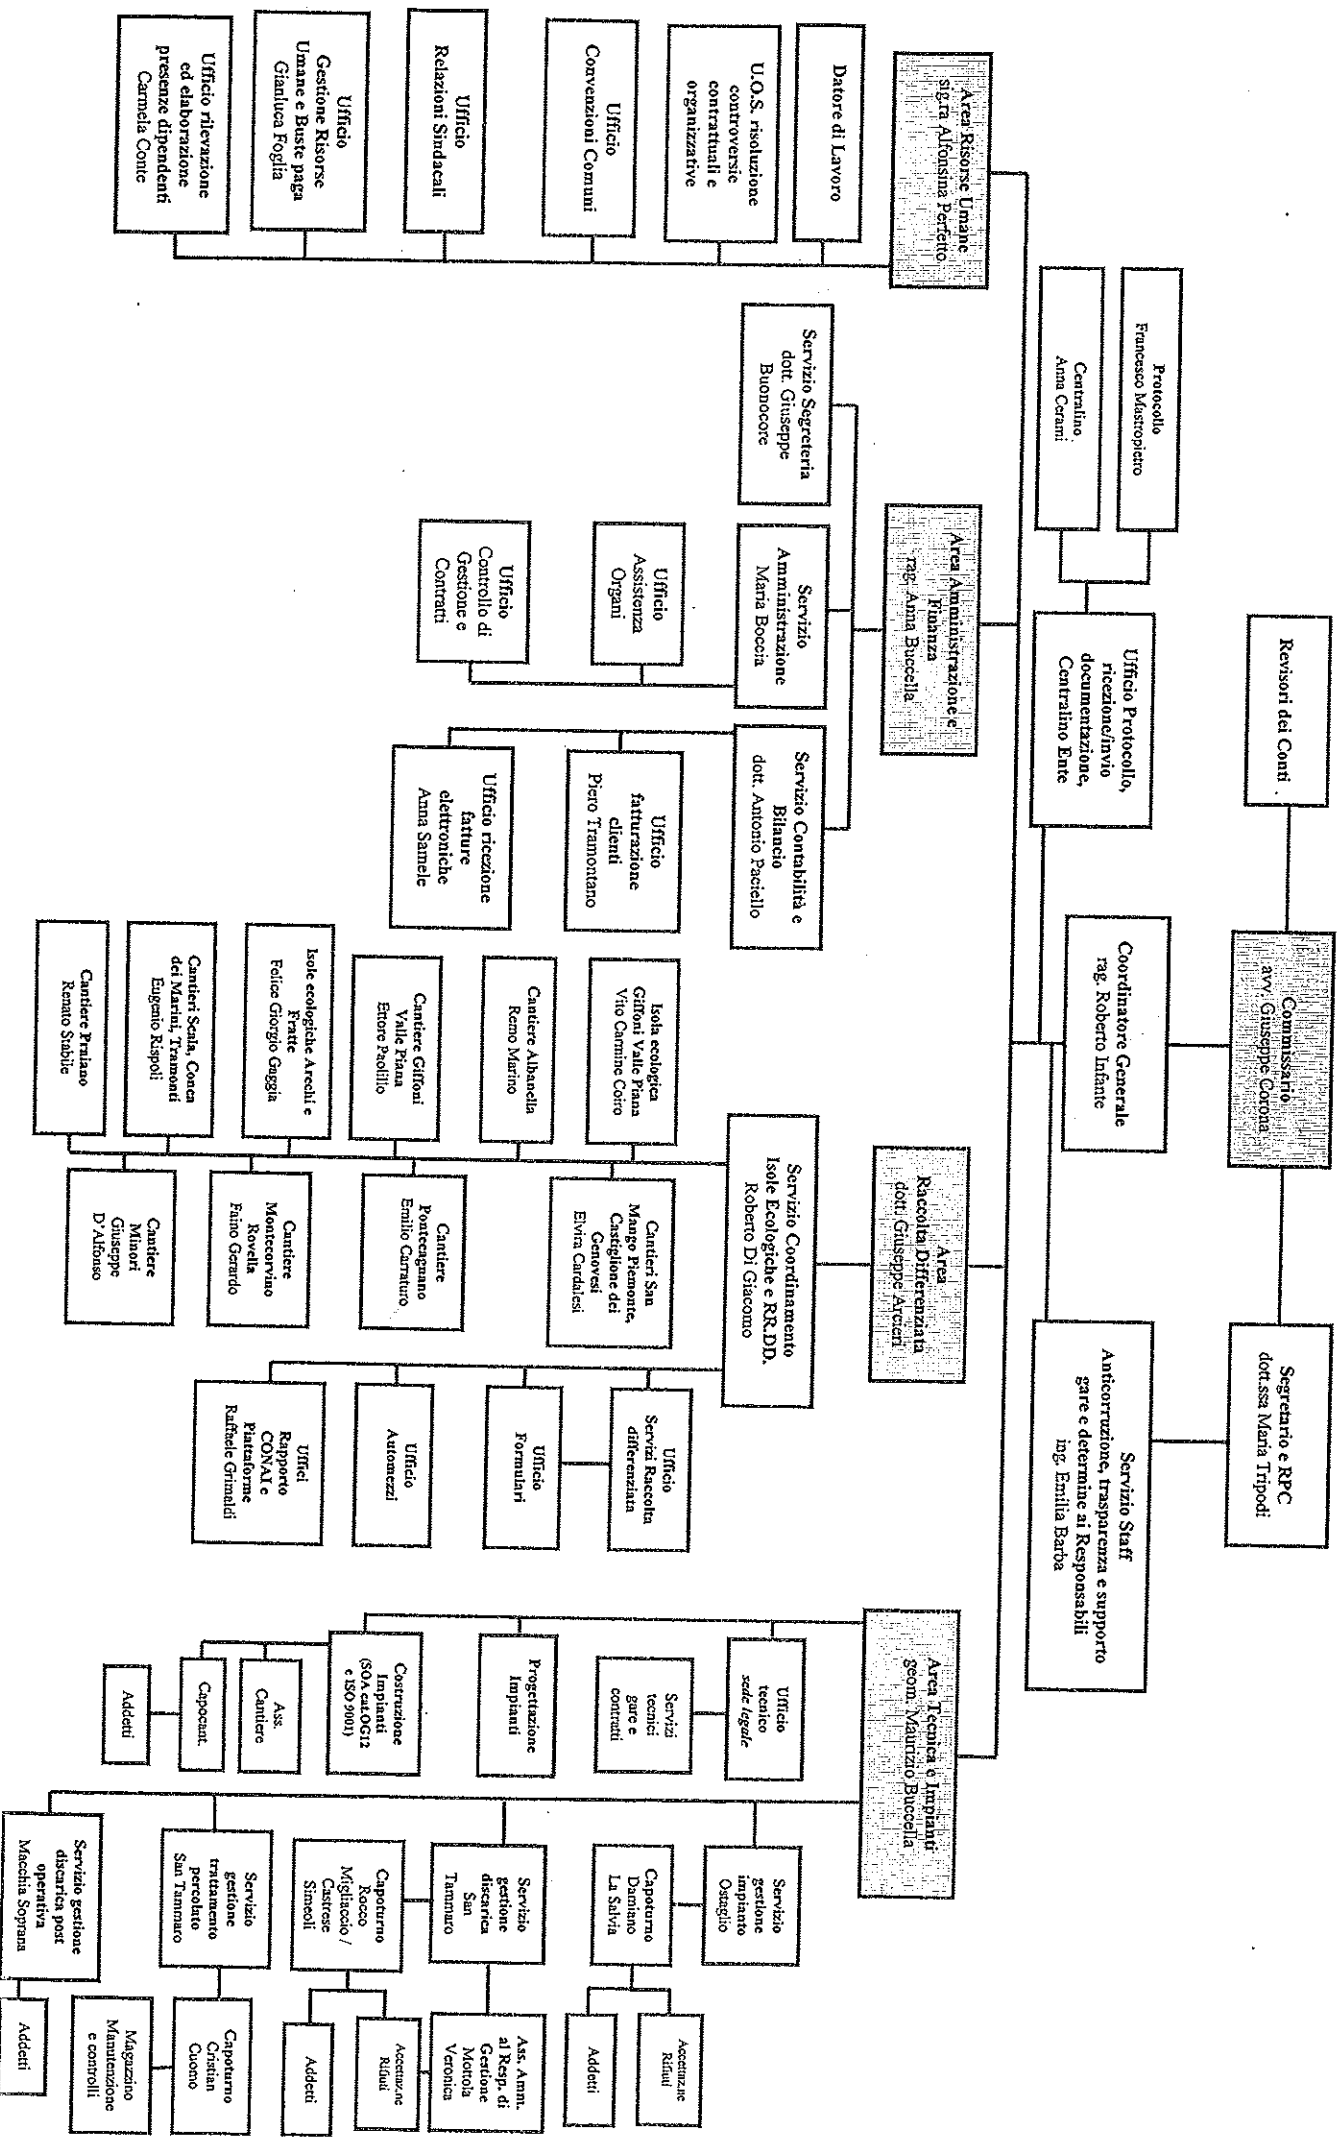 Revisori dei Conti
Commissario
avv. Giuseppe Corona
Segretario e RPC
dott.ssa Maria Tripodi
Protocollo
Francesco Mastropietro
Centralino
Anna Cerami
Ufficio Protocollo,
ricezione/invio
documentazione,
Centralino Ente
Coordinatore Generale
rag. Roberto Infante
Servizio Staff
Anticorruzione, trasparenza e supporto
gare e determine ai Responsabili
ing. Emilia Barba
Area Risorse Umane
sig.ra Alfonsina Perfetto
Datore di Lavoro
U.O.S. risoluzione
controversie
contrattuali e
organizzative
Ufficio
Convenzioni Comuni
Ufficio
Relazioni Sindacali
Ufficio
Gestione Risorse
Umane e Buste paga
Gianluca Foglia
Ufficio rilevazione
ed elaborazione
presenze dipendenti
Carmela Conte
Area Amministrazione e
Finanza
rag. Anna Buccella
Servizio Segreteria
dott. Giuseppe
Buonocore
Servizio
Amministrazione
Maria Boccia
Ufficio
Assistenza
Organi
Ufficio
Controllo di
Gestione e
Contratti
Servizio Contabilità e
Bilancio
dott. Antonio Paciello
Ufficio
fatturazione
clienti
Piero Tramontano
Ufficio ricezione
fatture
elettroniche
Anna Samele
Area
Raccolta Differenziata
dott. Giuseppe Arcieri
Servizio Coordinamento
Isole Ecologiche e RR.DD.
Roberto Di Giacomo
Isola ecologica
Giffoni Valle Piana
Vito Carmine Coiro
Cantiere Albanella
Remo Marino
Cantiere Giffoni
Valle Piana
Ettore Paolillo
Isole ecologiche Arechi e
Fratte
Felice Giorgio Gaggia
Cantieri Scala, Conca
dei Marini, Tramonti
Eugenio Rispoli
Cantiere Praiano
Renato Stabile
Cantieri San
Mango Piemonte,
Castiglione dei
Genovesi
Elvira Cardalesi
Cantiere
Pontecagnano
Emilio Carraturo
Cantiere
Montecorvino
Rovella
Faino Gerardo
Cantiere
Minori
Giuseppe
D'Alfonso
Ufficio
Servizi Raccolta
differenziata
Ufficio
Formulari
Ufficio
Automezzi
Uffici
Rapporto
CONAI e
Piattaforme
Raffaele Grimaldi
Area Tecnica e Impianti
geom. Maurizio Buccella
Ufficio
tecnico
sede legale
Servizi
tecnici
gare e
contratti
Progettazione
Impianti
Costruzione
Impianti
(SOA cat.OG12
e ISO 9001)
Ass.
Cantiere
Capocant.
Addetti
Servizio
gestione
impianto
Ostaglio
Capoturno
Damiano
La Salvia
Accettaz.ne
Rifiuti
Addetti
Servizio
gestione
discarica
San
Tammaro
Ass. Amm.
al Resp. di
Gestione
Mottola
Veronica
Capoturno
Rocco
Migliaccio /
Castrese
Simeoli
Accettaz.ne
Rifiuti
Addetti
Servizio
gestione
trattamento
percolato
San Tammaro
Capoturno
Cristian
Cuomo
Magazzino
Manutenzione
e controlli
Servizio gestione
discarica post
operativa
Macchia Soprana
Addetti